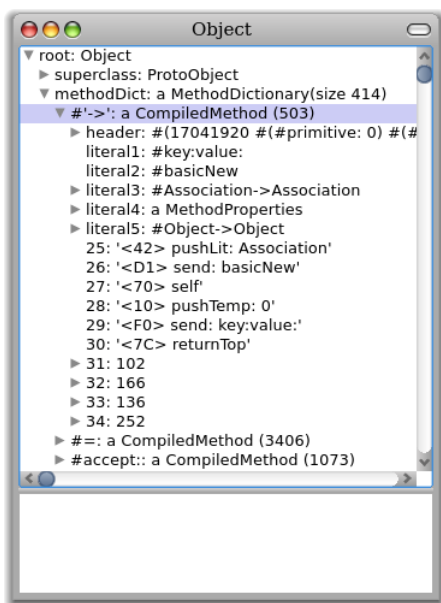 Object
root: Object
superclass: ProtoObject
methodDict: a MethodDictionary(size 414)
#'->': a CompiledMethod (503)
header: #(17041920 #(#primitive: 0) #(#
literal1: #key:value:
literal2: #basicNew
literal3: #Association->Association
literal4: a MethodProperties
literal5: #Object->Object
25: '<42> pushLit: Association'
26: '<D1> send: basicNew'
27: '<70> self'
28: '<10> pushTemp: 0'
29: '<F0> send: key:value:'
30: '<7C> returnTop'
31: 102
32: 166
33: 136
34: 252
#=: a CompiledMethod (3406)
#accept:: a CompiledMethod (1073)